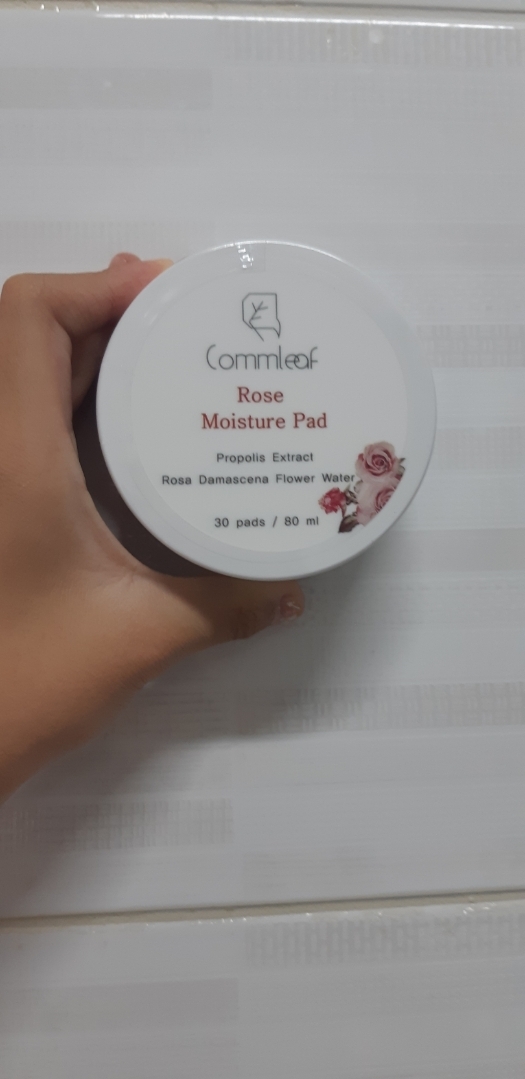 Commleaf
Rose
Moisture Pad
Propolis Extract
Rosa Damascena Flower Water
30 pads / 80 ml